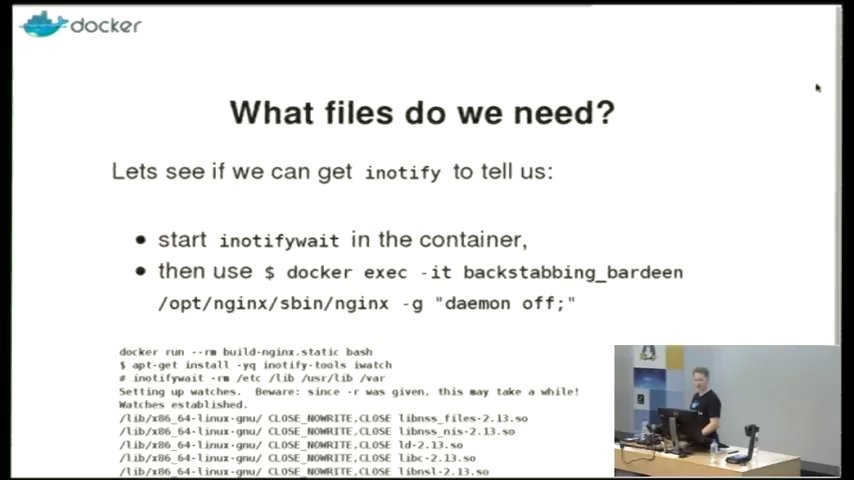 docker
What files do we need?
Lets see if we can get inotify to tell us:
• start inotifywait in the container,
• then use $ docker exec -it backstabbing_bardeen
/opt/nginx/sbin/nginx -g "daemon off;"
docker run --rm build-nginx.static bash
$ apt-get install -yq inotify-tools iwatch
# inotifywait -rm /etc /lib /usr/lib /var
Setting up watches.  Beware: since -r was given, this may take a while!
Watches established.
/lib/x86_64-linux-gnu/ CLOSE_NOWRITE,CLOSE libnss_files-2.13.so
/lib/x86_64-linux-gnu/ CLOSE_NOWRITE,CLOSE libnss_nis-2.13.so
/lib/x86_64-linux-gnu/ CLOSE_NOWRITE,CLOSE ld-2.13.so
/lib/x86_64-linux-gnu/ CLOSE_NOWRITE,CLOSE libc-2.13.so
/lib/x86_64-linux-gnu/ CLOSE_NOWRITE,CLOSE libnsl-2.13.so